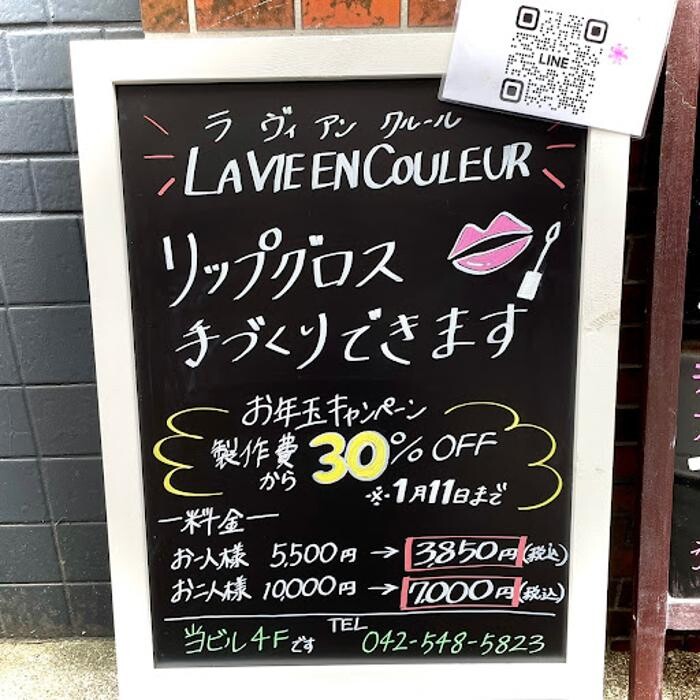 LINE
ラ ヴィ アン クルール
LA VIE EN COULEUR
リップグロス
手づくりできます
お年玉キャンペーン
製作費
から
30% OFF
※1月11日まで
ー料金ー
お一人様 5,500円 → 3,850円(税込)
お二人様 10,000円 → 7,000円(税込)
当ビル4Fです
TEL
042-548-5823